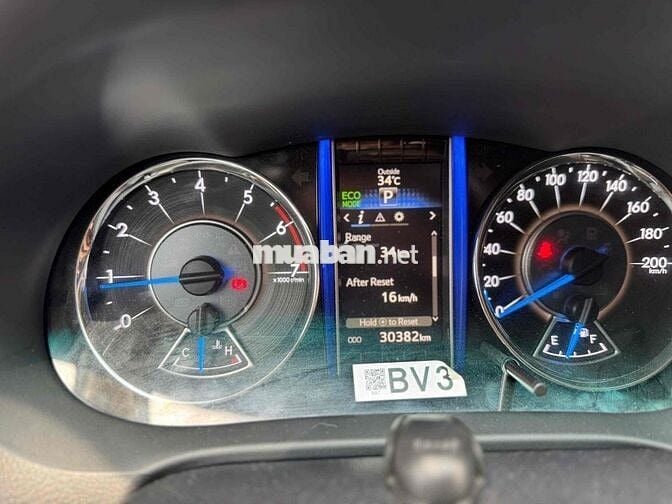 Outside
34°C
ECO
MODE
P
Range
After Reset
16 km/h
Hold to Reset
ODO 30382 km
muaban.net
0
1
2
3
4
5
6
7
x1000 r/min
C H
0
20
40
60
80
100
120
140
160
180
200
km/h
E F
BV3